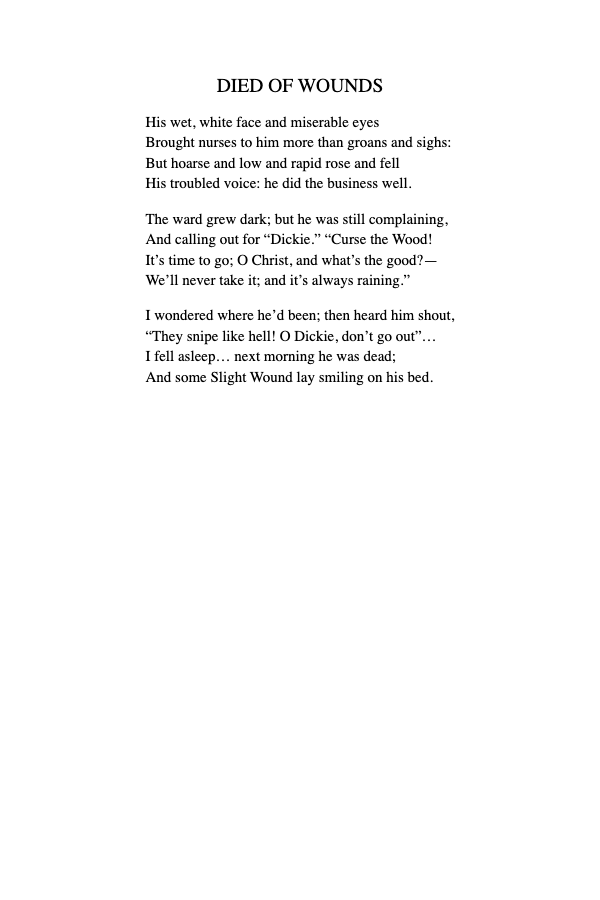 DIED OF WOUNDS
His wet, white face and miserable eyes
Brought nurses to him more than groans and sighs:
But hoarse and low and rapid rose and fell
His troubled voice: he did the business well.
The ward grew dark; but he was still complaining,
And calling out for “Dickie.” “Curse the Wood!
It’s time to go; O Christ, and what’s the good?—
We’ll never take it; and it’s always raining.”
I wondered where he’d been; then heard him shout,
“They snipe like hell! O Dickie, don’t go out”…
I fell asleep… next morning he was dead;
And some Slight Wound lay smiling on his bed.